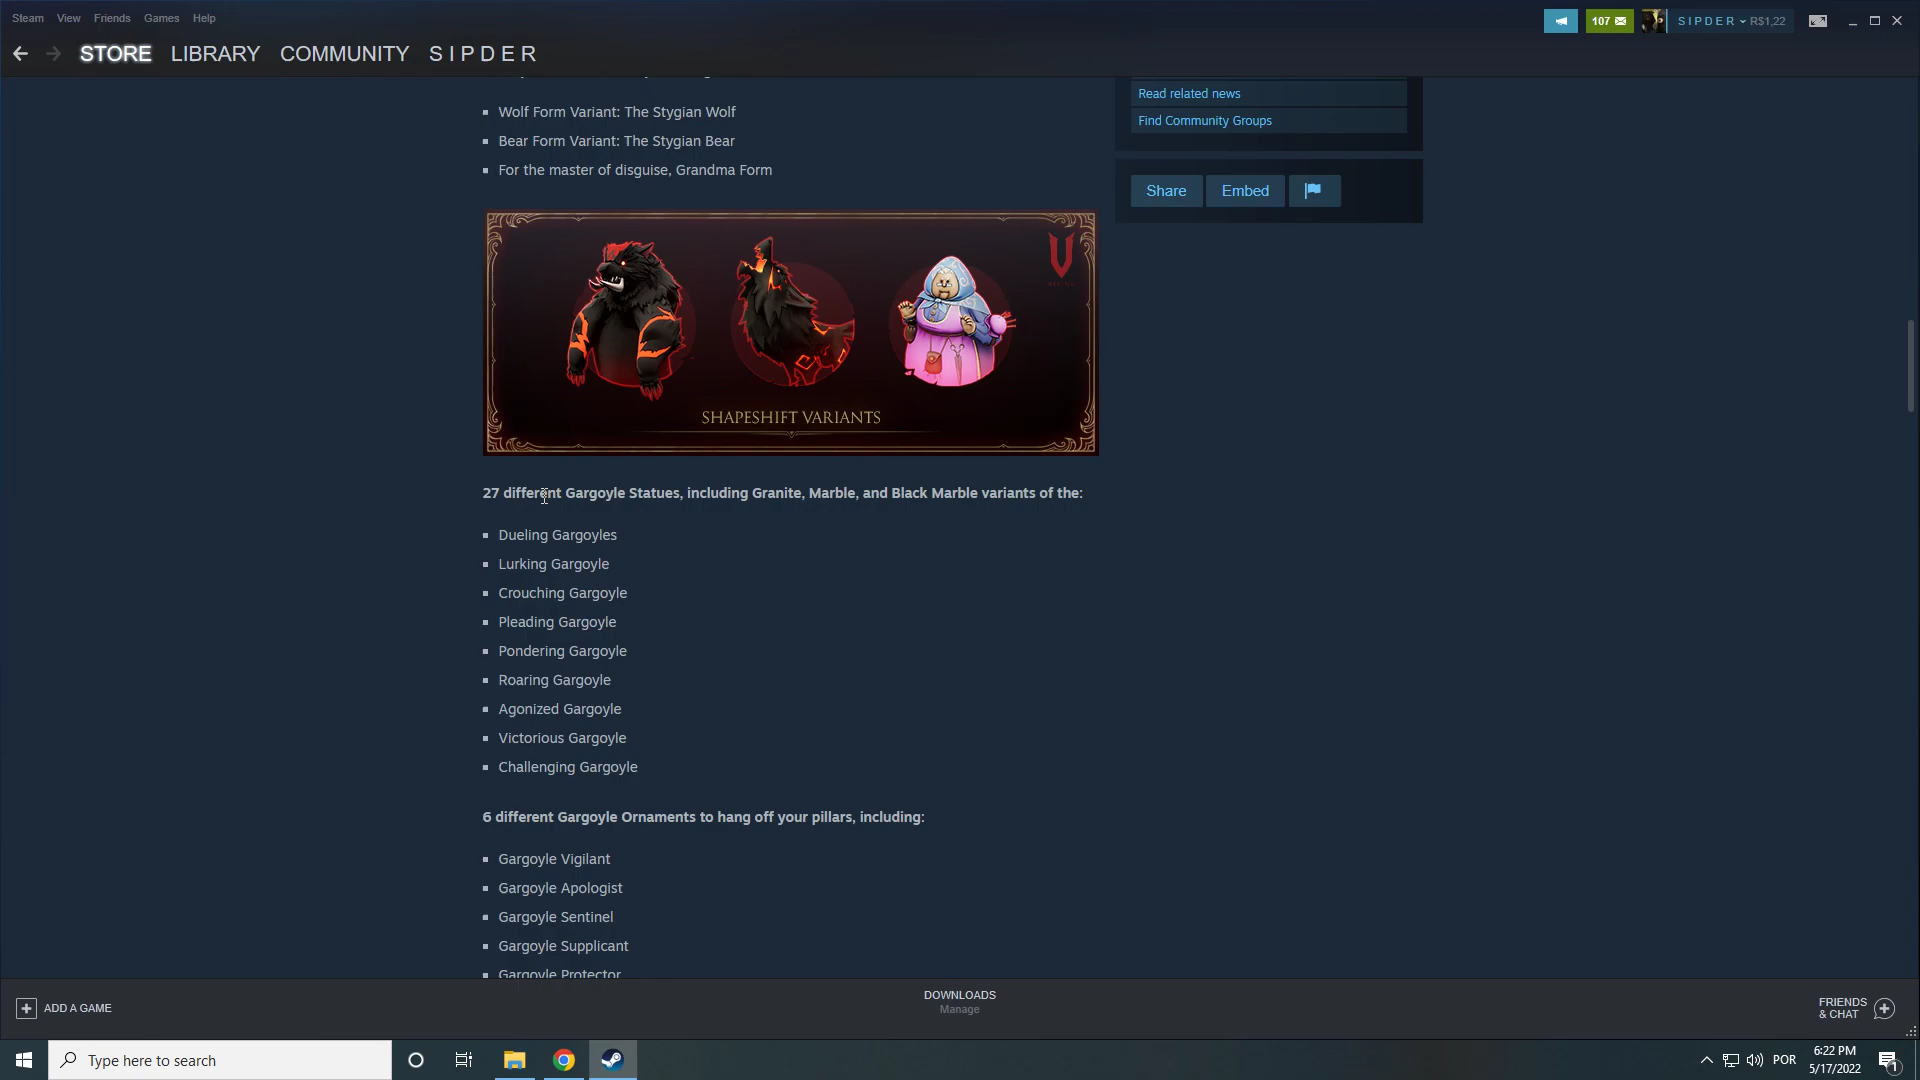 Steam View Friends Games Help
107
S I P D E R R$1,22
STORE LIBRARY COMMUNITY S I P D E R
Read related news
Find Community Groups
Share Embed
Wolf Form Variant: The Stygian Wolf
Bear Form Variant: The Stygian Bear
For the master of disguise, Grandma Form
SHAPESHIFT VARIANTS
27 different Gargoyle Statues, including Granite, Marble, and Black Marble variants of the:
Dueling Gargoyles
Lurking Gargoyle
Crouching Gargoyle
Pleading Gargoyle
Pondering Gargoyle
Roaring Gargoyle
Agonized Gargoyle
Victorious Gargoyle
Challenging Gargoyle
6 different Gargoyle Ornaments to hang off your pillars, including:
Gargoyle Vigilant
Gargoyle Apologist
Gargoyle Sentinel
Gargoyle Supplicant
Gargoyle Protector
ADD A GAME
DOWNLOADS
Manage
FRIENDS
& CHAT
Type here to search
POR
6:22 PM
5/17/2022
1